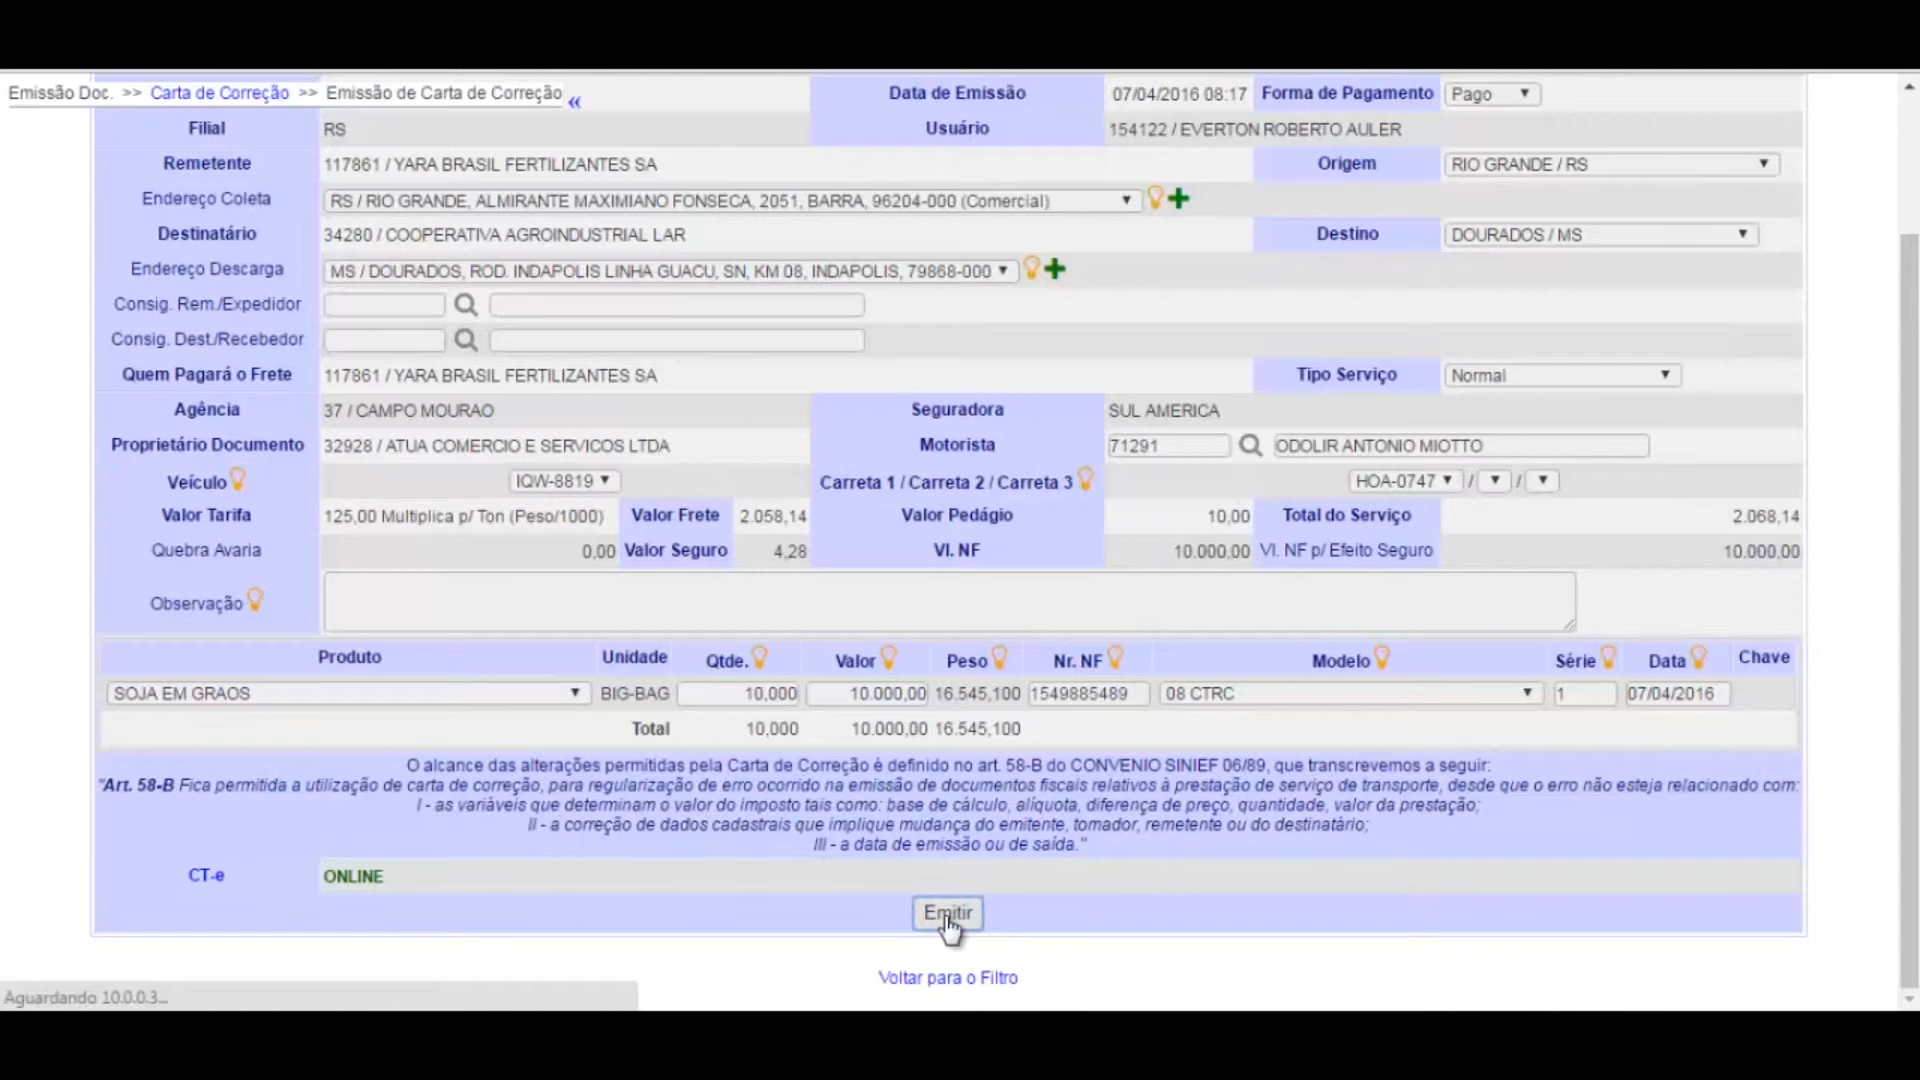 Emissão Doc. >> Carta de Correção >> Emissão de Carta de Correção «
Data de Emissão 07/04/2016 08:17 Forma de Pagamento Pago
Filial RS Usuário 154122 / EVERTON ROBERTO AULER
Remetente 117861 / YARA BRASIL FERTILIZANTES SA Origem RIO GRANDE / RS
Endereço Coleta RS / RIO GRANDE, ALMIRANTE MAXIMIANO FONSECA, 2051, BARRA, 96204-000 (Comercial)
Destinatário 34280 / COOPERATIVA AGROINDUSTRIAL LAR Destino DOURADOS / MS
Endereço Descarga MS / DOURADOS, ROD. INDAPOLIS LINHA GUACU, SN, KM 08, INDAPOLIS, 79868-000
Consig. Rem./Expedidor
Consig. Dest./Recebedor
Quem Pagará o Frete 117861 / YARA BRASIL FERTILIZANTES SA Tipo Serviço Normal
Agência 37 / CAMPO MOURAO Seguradora SUL AMERICA
Proprietário Documento 32928 / ATUA COMERCIO E SERVICOS LTDA Motorista 71291 ODOLIR ANTONIO MIOTTO
Veículo IQW-8819 Carreta 1 / Carreta 2 / Carreta 3 HOA-0747 / /
Valor Tarifa 125,00 Multiplica p/ Ton (Peso/1000) Valor Frete 2.058,14 Valor Pedágio 10,00 Total do Serviço 2.068,14
Quebra Avaria 0,00 Valor Seguro 4,28 Vl. NF 10.000,00 Vl. NF p/ Efeito Seguro 10.000,00
Observação
Produto Unidade Qtde. Valor Peso Nr. NF Modelo Série Data Chave
SOJA EM GRAOS BIG-BAG 10,000 10.000,00 16.545,100 1549885489 08 CTRC 1 07/04/2016
Total 10,000 10.000,00 16.545,100
O alcance das alterações permitidas pela Carta de Correção é definido no art. 58-B do CONVENIO SINIEF 06/89, que transcrevemos a seguir:
"Art. 58-B Fica permitida a utilização de carta de correção, para regularização de erro ocorrido na emissão de documentos fiscais relativos à prestação de serviço de transporte, desde que o erro não esteja relacionado com:
I - as variáveis que determinam o valor do imposto tais como: base de cálculo, alíquota, diferença de preço, quantidade, valor da prestação;
II - a correção de dados cadastrais que implique mudança do emitente, tomador, remetente ou do destinatário;
III - a data de emissão ou de saída."
CT-e ONLINE
Emitir
Voltar para o Filtro
Aguardando 10.0.0.3...